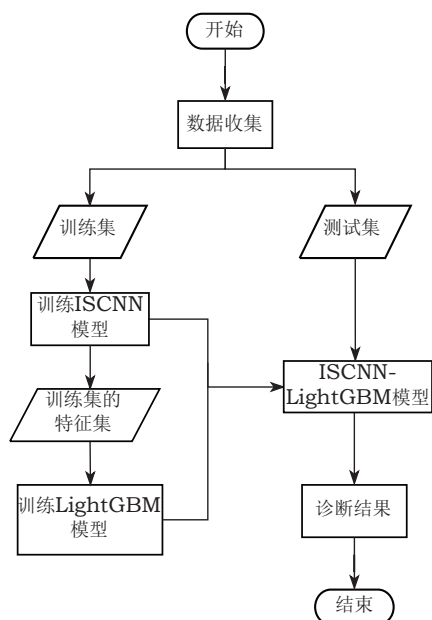 开始
数据收集
训练集
测试集
训练ISCNN
模型
ISCNN-
LightGBM模型
训练集的
特征集
训练LightGBM
模型
诊断结果
结束